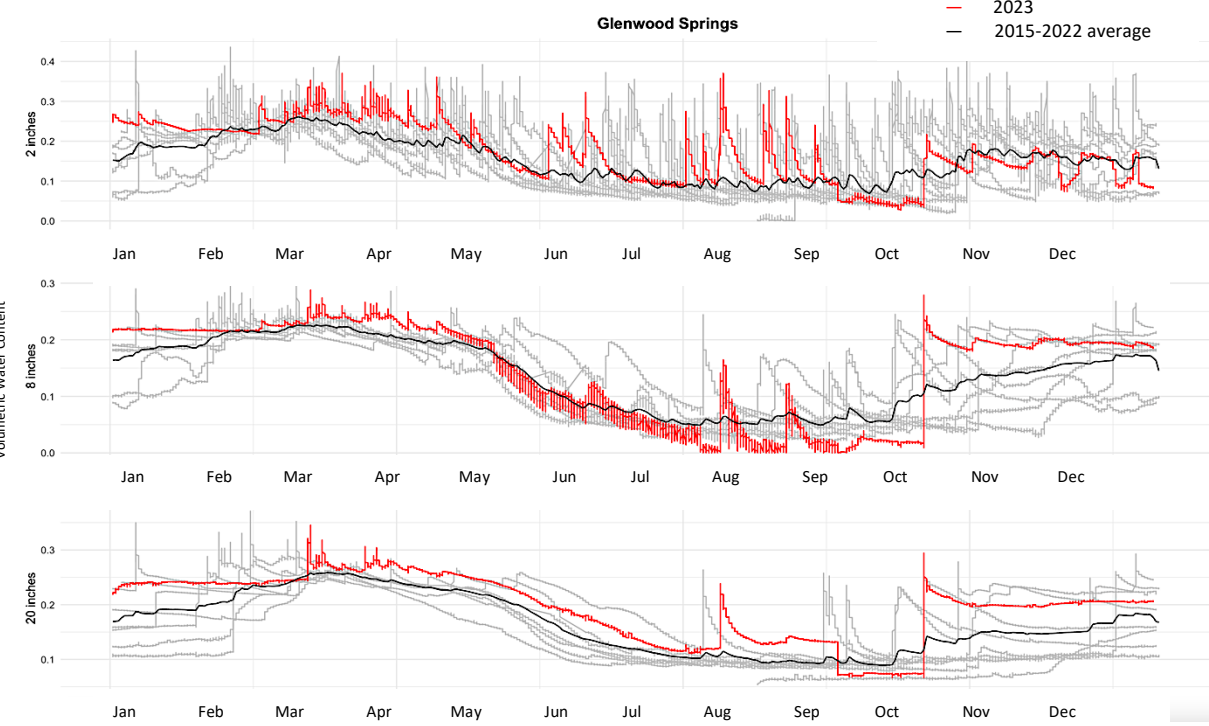 2023
Glenwood Springs
2015-2022 average
0.4
0.3
0.2
0.1
0.0
2 inches
Jan Feb Mar Apr May Jun Jul Aug Sep Oct Nov Dec
0.3
0.2
0.1
0.0
Volumetric Water Content
8 inches
Jan Feb Mar Apr May Jun Jul Aug Sep Oct Nov Dec
0.3
0.2
0.1
20 inches
Jan Feb Mar Apr May Jun Jul Aug Sep Oct Nov Dec